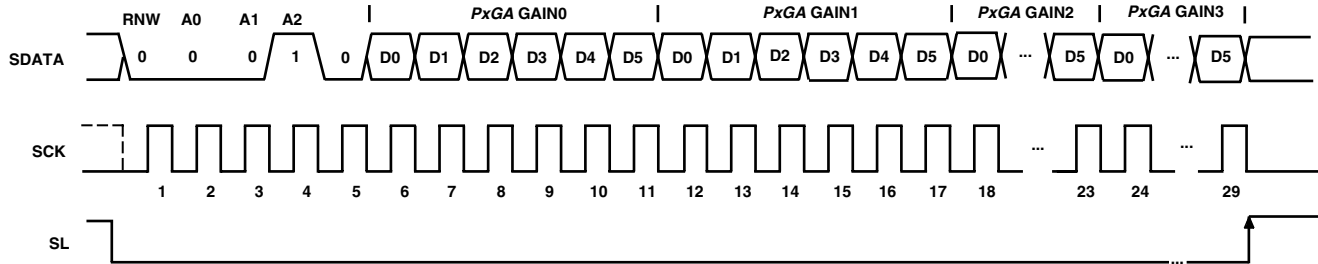 RNW A0 A1 A2 PxGA GAIN0 PxGA GAIN1 PxGA GAIN2 PxGA GAIN3
SDATA 0 0 0 1 0 D0 D1 D2 D3 D4 D5 D0 D1 D2 D3 D4 D5 D0 ... D5 D0 ... D5
SCK ... ...
1 2 3 4 5 6 7 8 9 10 11 12 13 14 15 16 17 18 23 24 29
SL ...